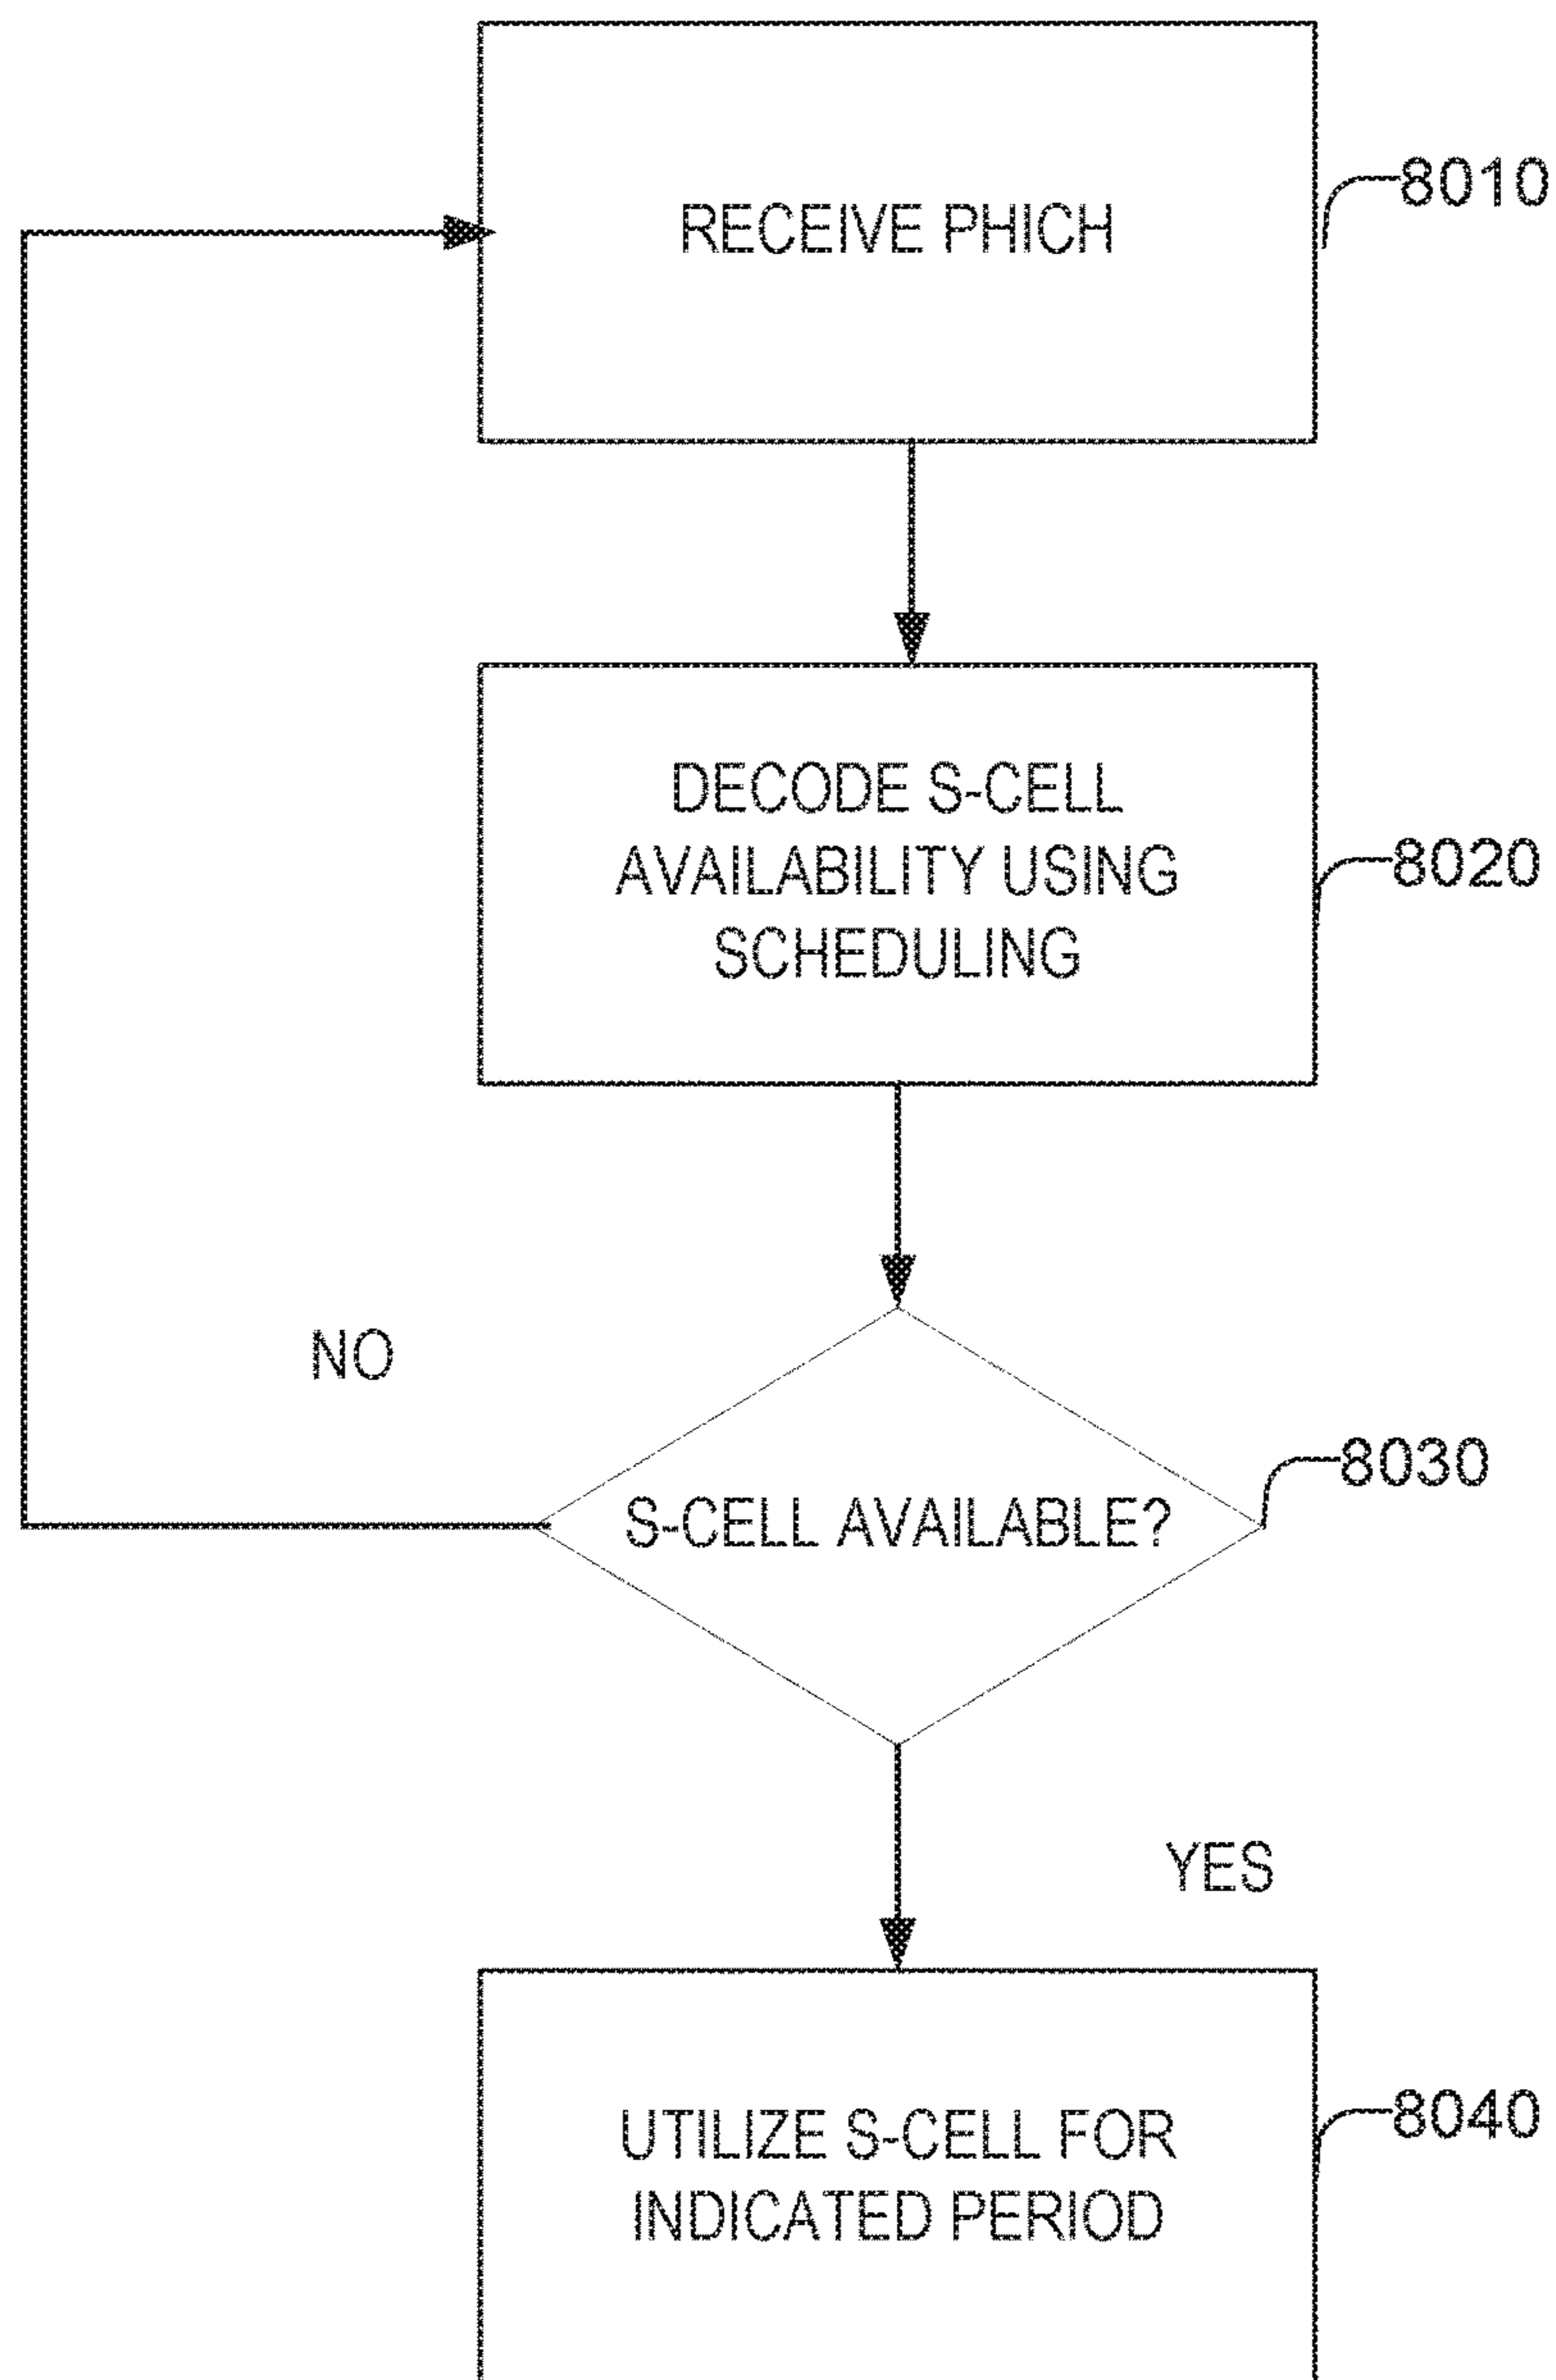 RECEIVE PHICH
8010
DECODE S-CELL
AVAILABILITY USING
SCHEDULING
8020
NO
S-CELL AVAILABLE?
8030
YES
UTILIZE S-CELL FOR
INDICATED PERIOD
8040